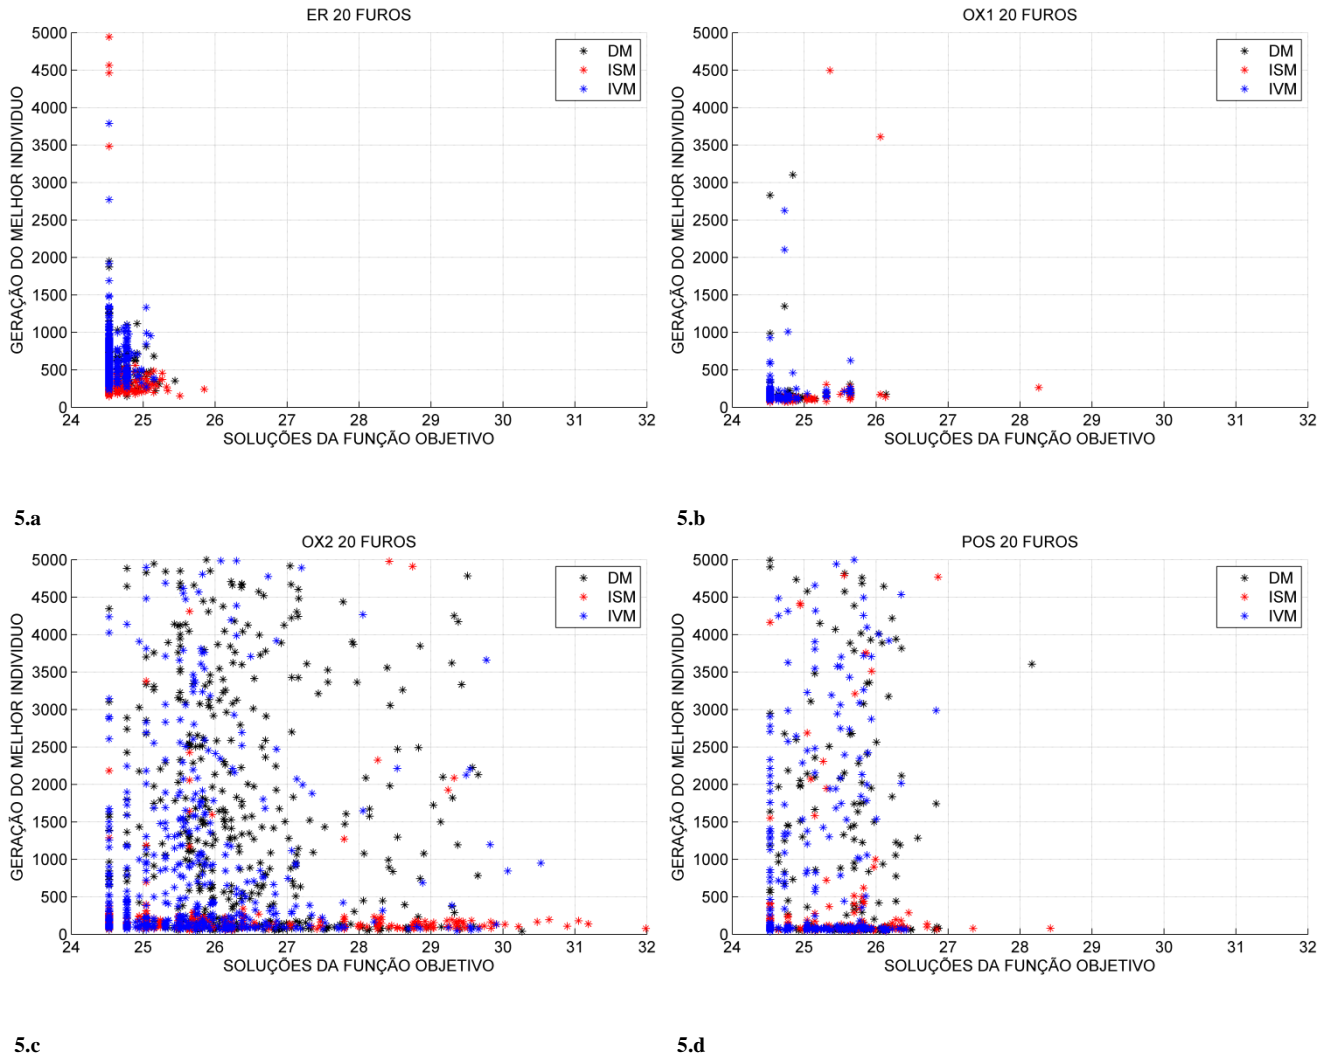 ER 20 FUROS
5000
4500
4000
3500
3000
2500
2000
1500
1000
500
0
GERAÇÃO DO MELHOR INDIVIDUO
DM
ISM
IVM
24 25 26 27 28 29 30 31 32
SOLUÇÕES DA FUNÇÃO OBJETIVO
5.a
OX1 20 FUROS
5000
4500
4000
3500
3000
2500
2000
1500
1000
500
0
GERAÇÃO DO MELHOR INDIVIDUO
DM
ISM
IVM
24 25 26 27 28 29 30 31 32
SOLUÇÕES DA FUNÇÃO OBJETIVO
5.b
OX2 20 FUROS
5000
4500
4000
3500
3000
2500
2000
1500
1000
500
0
GERAÇÃO DO MELHOR INDIVIDUO
DM
ISM
IVM
24 25 26 27 28 29 30 31 32
SOLUÇÕES DA FUNÇÃO OBJETIVO
5.c
POS 20 FUROS
5000
4500
4000
3500
3000
2500
2000
1500
1000
500
0
GERAÇÃO DO MELHOR INDIVIDUO
DM
ISM
IVM
24 25 26 27 28 29 30 31 32
SOLUÇÕES DA FUNÇÃO OBJETIVO
5.d